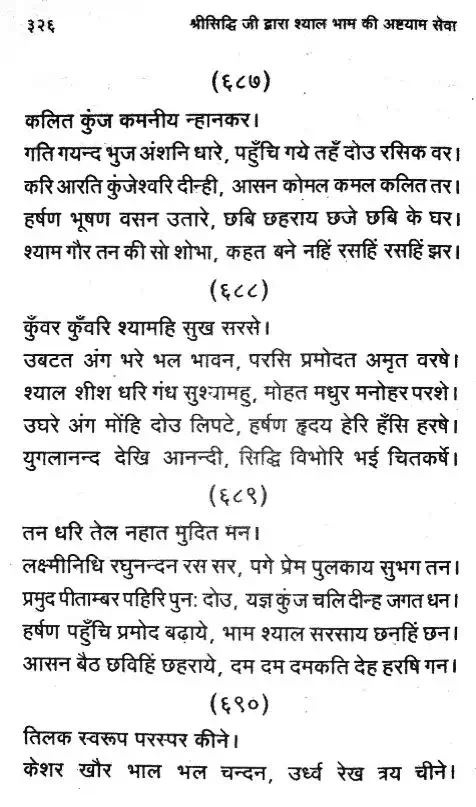 ३२६ श्रीसिद्धि जी द्वारा श्याल भाम की अष्टयाम सेवा
(६८७)
कलित कुंज कमनीय न्हानकर।
गति गयन्द भुज अंशनि धारे, पहुँचि गये तहँ दोउ रसिक वर।
करि आरति कुंजेश्वरि दीन्ही, आसन कोमल कमल कलित तर।
हर्षण भूषण वसन उतारे, छबि छहराय छजे छबि के घर।
श्याम गौर तन की सो शोभा, कहत बने नहिं रसहिं रसहिं झर।
(६८८)
कुँवर कुँवरि श्यामहि सुख सरसे।
उबटत अंग भरे भल भावन, परसि प्रमोदत अमृत वरषे।
श्याल शीश धरि गंध सुश्यामहु, मोहत मधुर मनोहर परशे।
उघरे अंग मोंहि दोउ लिपटे, हर्षण हृदय हेरि हँसि हरषे।
युगलानन्द देखि आनन्दी, सिद्धि विभोरि भई चितकर्षे।
(६८९)
तन धरि तेल नहात मुदित मन।
लक्ष्मीनिधि रघुनन्दन रस सर, पगे प्रेम पुलकाय सुभग तन।
प्रमुद पीताम्बर पहिरि पुनः दोउ, यज्ञ कुंज चलि दीन्ह जगत धन।
हर्षण पहुँचि प्रमोद बढ़ाये, भाम श्याल सरसाय छनहिं छन।
आसन बैठ छविहिं छहराये, दम दम दमकति देह हरषि गन।
(६९०)
तिलक स्वरूप परस्पर कीने।
केशर खौर भाल भल चन्दन, उर्ध्व रेख त्रय चीने।